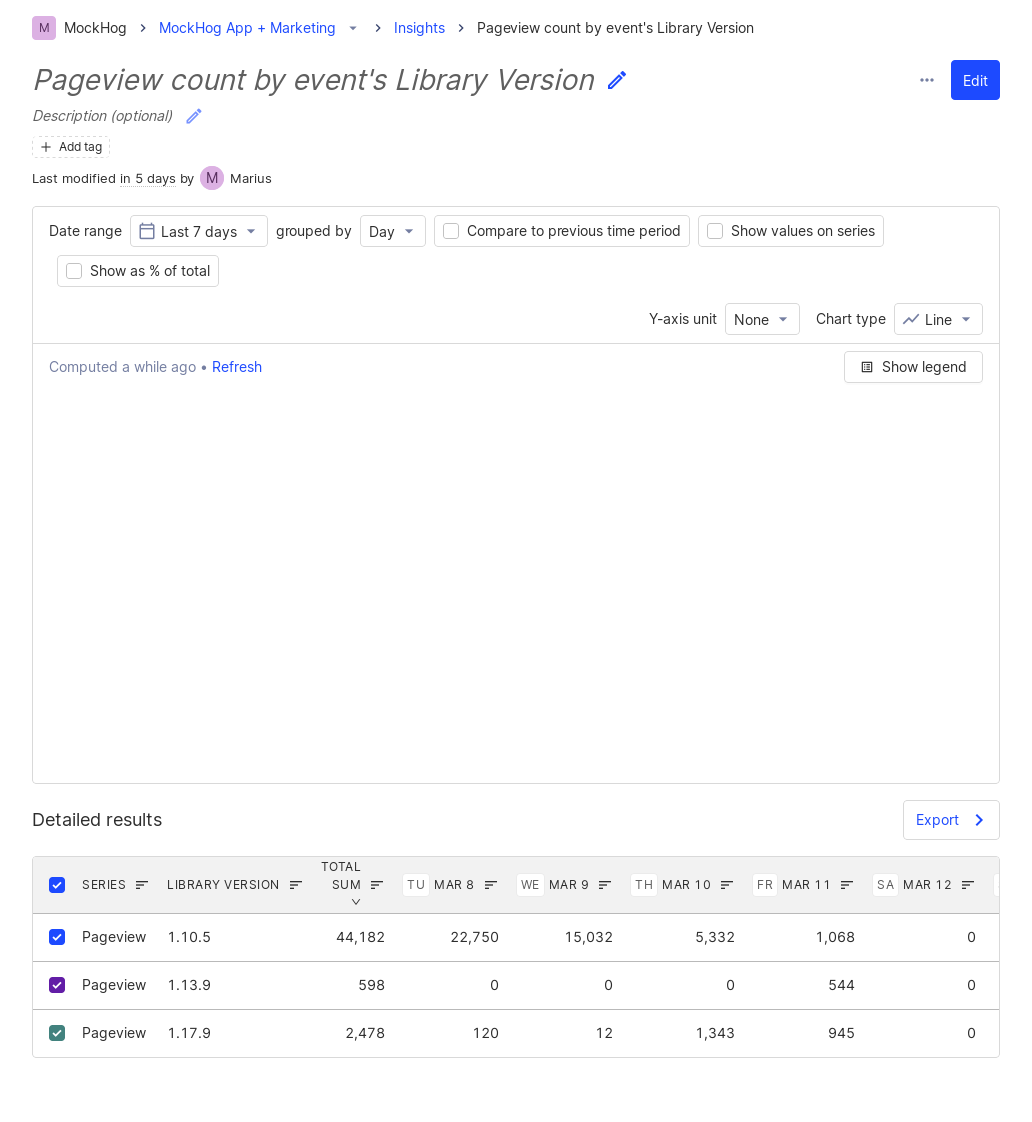 M MockHog MockHog App + Marketing Insights Pageview count by event's Library Version
Pageview count by event's Library Version
Edit
Description (optional)
Add tag
Last modified in 5 days by M Marius
Date range Last 7 days grouped by Day Compare to previous time period Show values on series
Show as % of total
Y-axis unit None Chart type Line
Computed a while ago • Refresh Show legend
Detailed results Export
SERIES LIBRARY VERSION TOTAL SUM TU MAR 8 WE MAR 9 TH MAR 10 FR MAR 11 SA MAR 12
Pageview 1.10.5 44,182 22,750 15,032 5,332 1,068 0
Pageview 1.13.9 598 0 0 0 544 0
Pageview 1.17.9 2,478 120 12 1,343 945 0